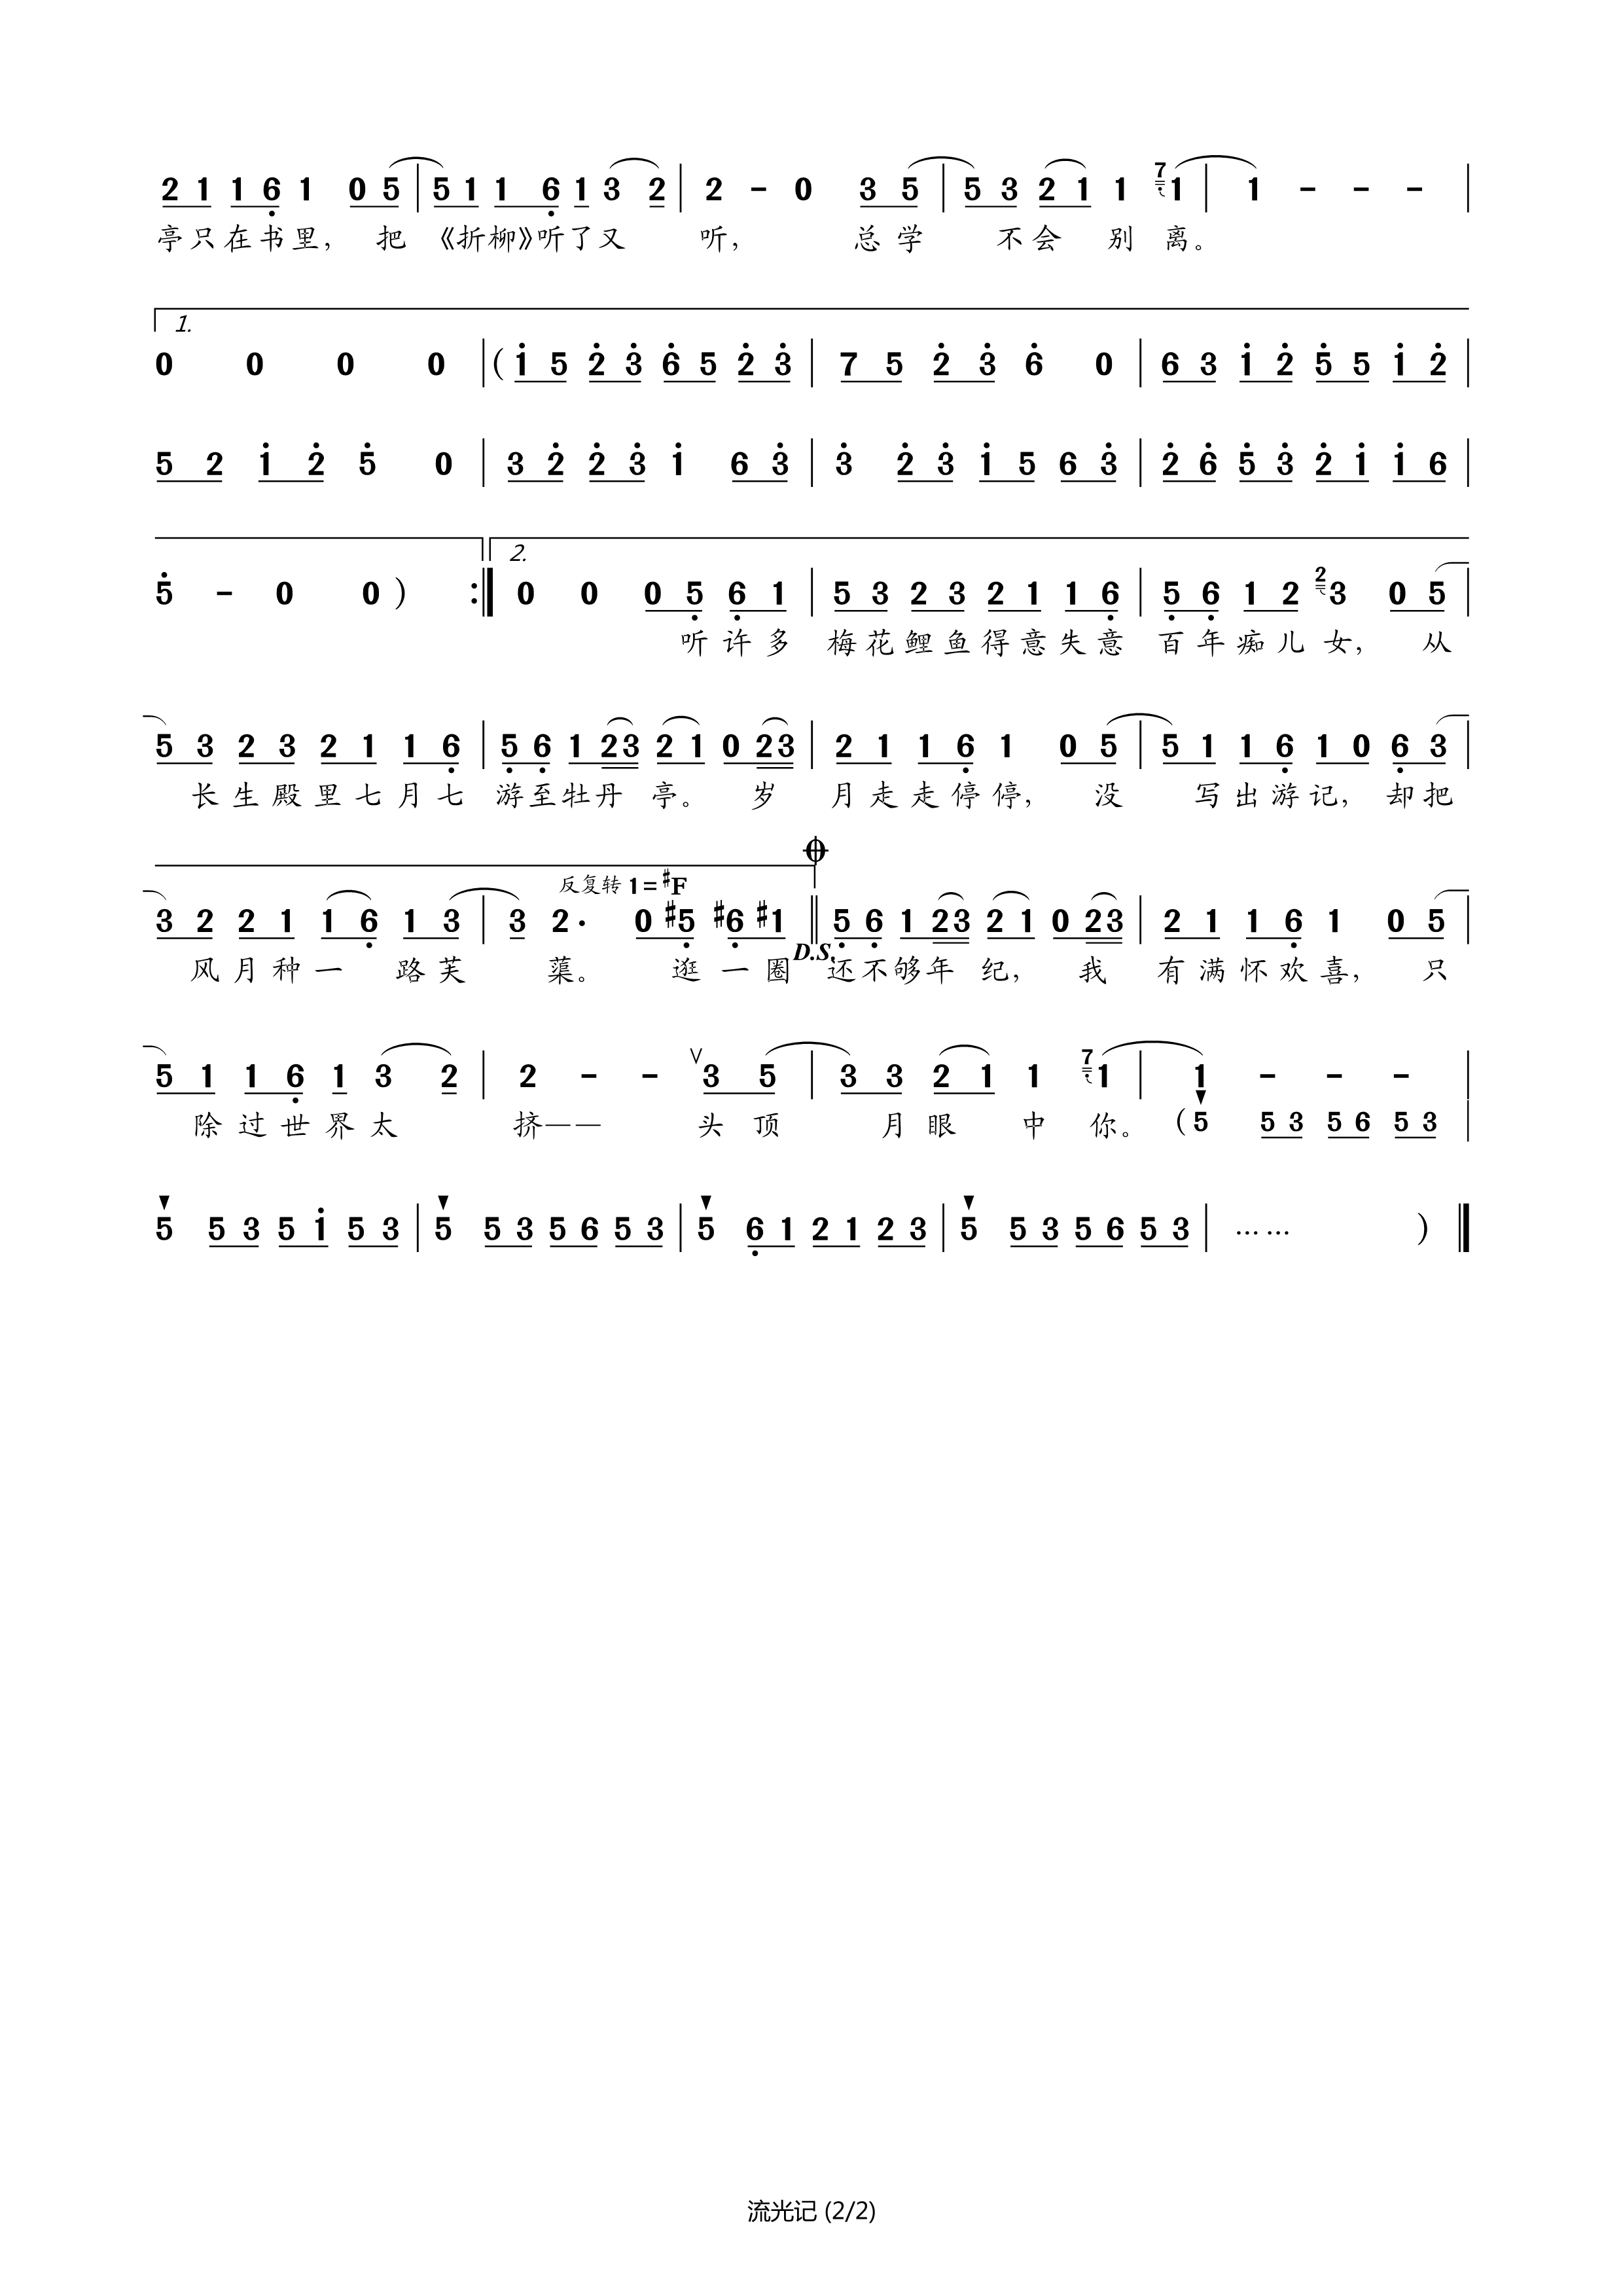 2 1 1 6 1 0 5 | 5 1 1 6 1 3 2 | 2 - 0 3 5 | 5 3 2 1 1 7 1 | 1 - - - |
亭只在书里， 把 《折柳》听了又 听， 总 学 不会 别 离。
1.
0 0 0 0 | ( 1 5 2 3 6 5 2 3 | 7 5 2 3 6 0 | 6 3 1 2 5 5 1 2 |
5 2 1 2 5 0 | 3 2 2 3 1 6 3 | 3 2 3 1 5 6 3 | 2 6 5 3 2 1 1 6 |
2.
5 - 0 0 ) :| 0 0 0 5 6 1 | 5 3 2 3 2 1 1 6 | 5 6 1 2 2 3 0 5 |
听许多 梅花鲤鱼得意失意 百年痴儿女， 从
5 3 2 3 2 1 1 6 | 5 6 1 2 3 2 1 0 2 3 | 2 1 1 6 1 0 5 | 5 1 1 6 1 0 6 3 |
长生殿里七月七 游至牡丹 亭。 岁 月走走停停， 没 写出游记， 却把
反复转 1=#F
3 2 2 1 1 6 1 3 | 3 2 · 0 #5 #6 #1 || 5 6 1 2 3 2 1 0 2 3 | 2 1 1 6 1 0 5 |
D.S.
风月种一 路芙 蕖。 逛一圈 还不够年 纪， 我 有满怀欢喜， 只
5 1 1 6 1 3 2 | 2 - - 3 5 | 3 3 2 1 1 7 1 | 1 - - - |
除过世界太 挤—— 头顶 月眼 中 你。 ( 5 5 3 5 6 5 3 |
5 5 3 5 1 5 3 | 5 5 3 5 6 5 3 | 5 6 1 2 1 2 3 | 5 5 3 5 6 5 3 | …… )
流光记 (2/2)